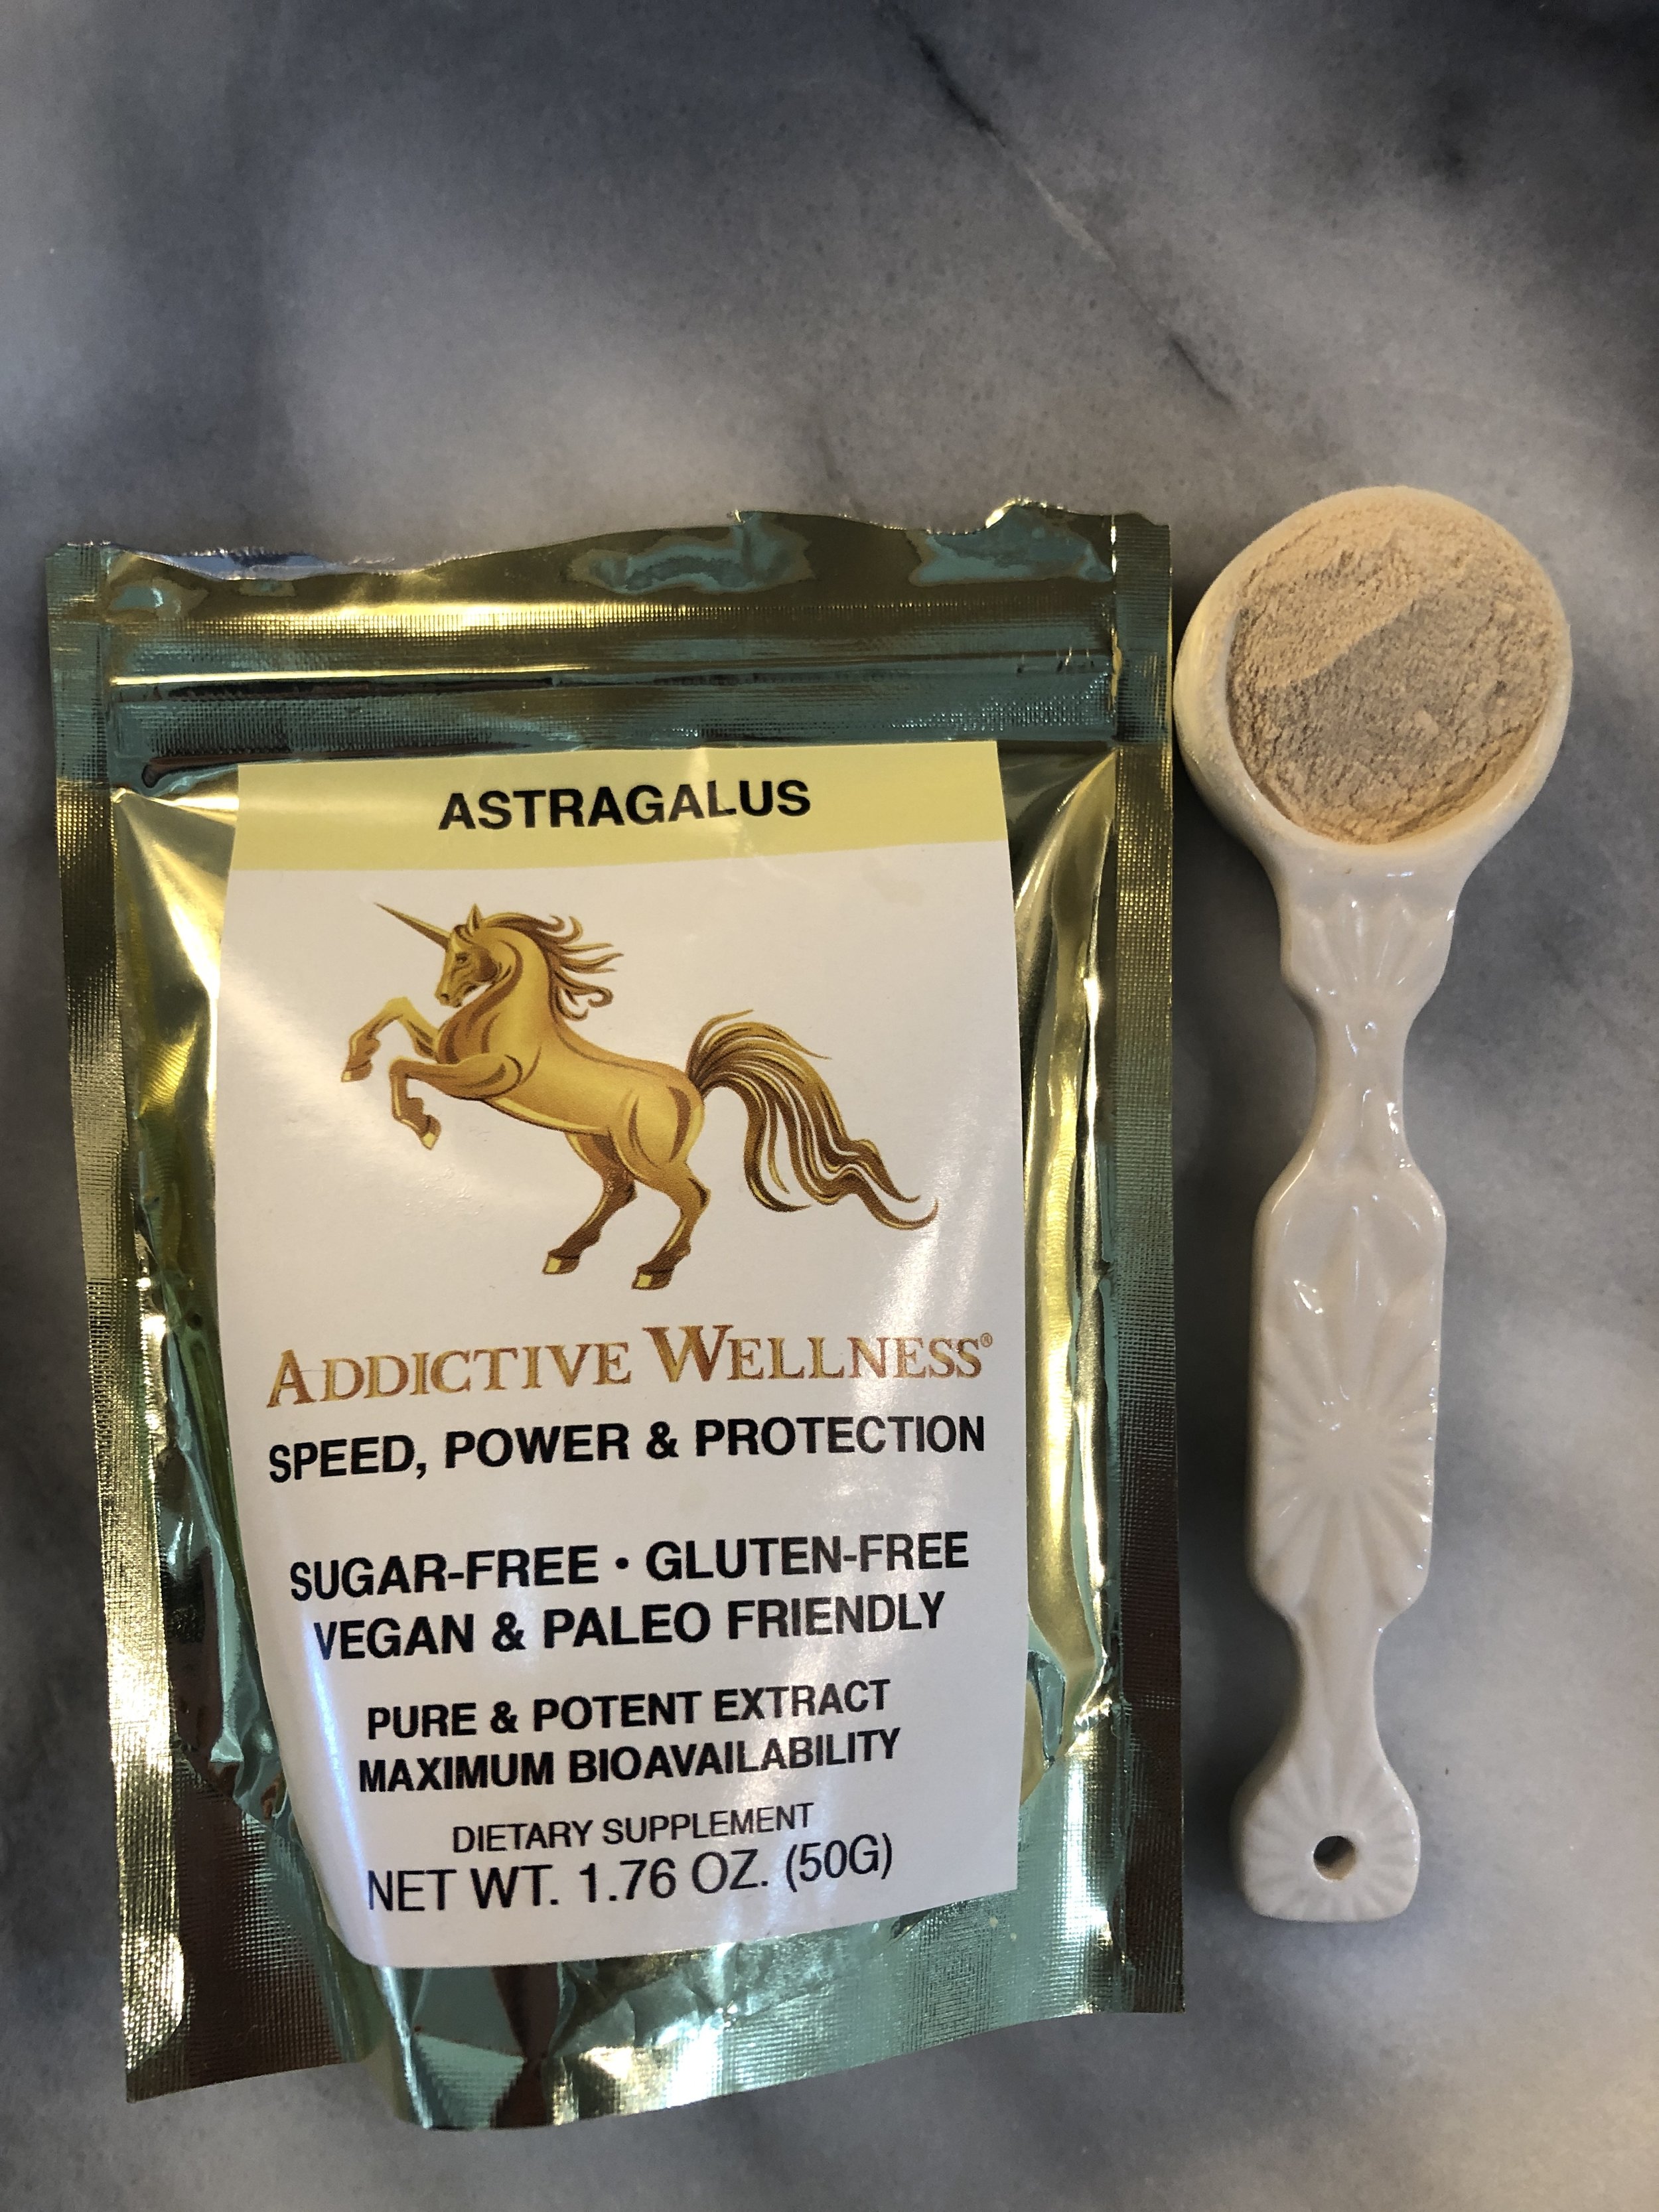 ASTRAGALUS
ADDICTIVE WELLNESS®
SPEED, POWER & PROTECTION
SUGAR-FREE • GLUTEN-FREE
VEGAN & PALEO FRIENDLY
PURE & POTENT EXTRACT
MAXIMUM BIOAVAILABILITY
DIETARY SUPPLEMENT
NET WT. 1.76 OZ. (50G)